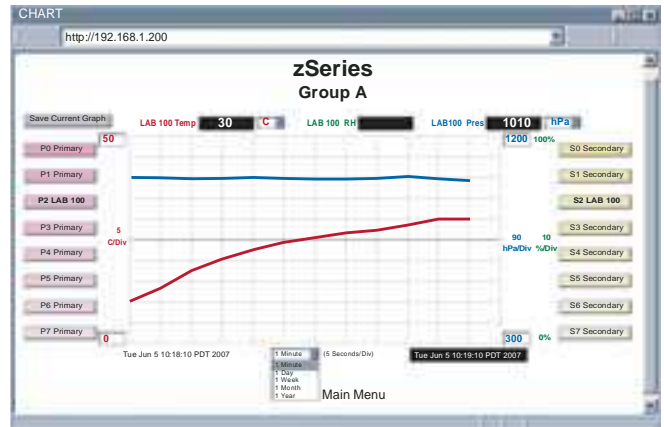 CHART
http://192.168.1.200
zSeries
Group A
Save Current Graph
LAB 100 Temp 30 C LAB 100 RH LAB100 Pres 1010 hPa
50 1200 100%
P0 Primary S0 Secondary
P1 Primary S1 Secondary
P2 LAB 100 S2 LAB 100
P3 Primary S3 Secondary
5 90 10
C/Div hPa/Div %/Div
P4 Primary S4 Secondary
P5 Primary S5 Secondary
P6 Primary S6 Secondary
P7 Primary S7 Secondary
0 300 0%
Tue Jun 5 10:18:10 PDT 2007 1 Minute (5 Seconds/Div) Tue Jun 5 10:19:10 PDT 2007
1 Minute
1 Day
1 Week
1 Month
1 Year
Main Menu